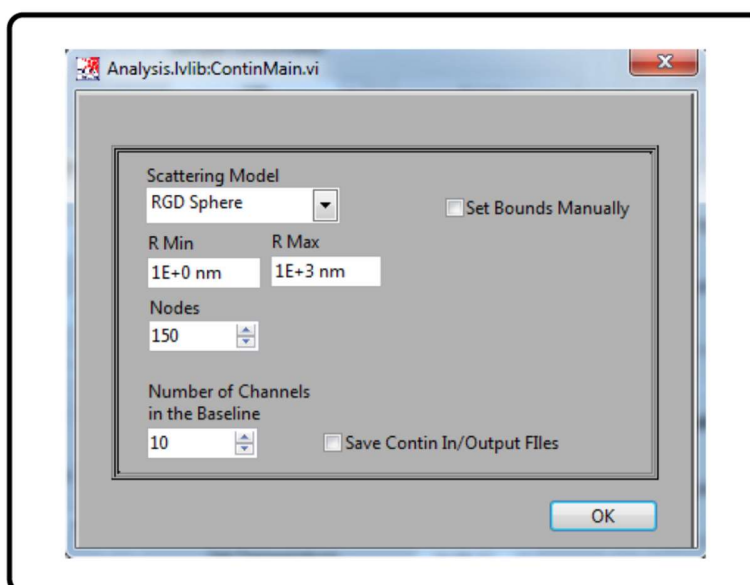 Analysis.lvlib:ContinMain.vi
Scattering Model
RGD Sphere
Set Bounds Manually
R Min
R Max
1E+0 nm
1E+3 nm
Nodes
150
Number of Channels
in the Baseline
10
Save Contin In/Output FIles
OK